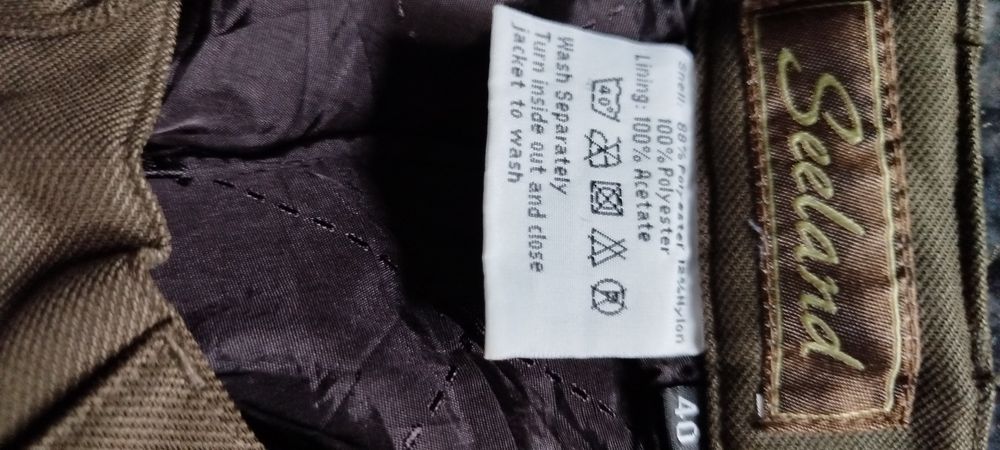 Seeland
40
Shell: 88% Polyester 12% Nylon
100% Polyester
Lining: 100% Acetate
40°
R
Wash Separately
Turn inside out and close
jacket to wash